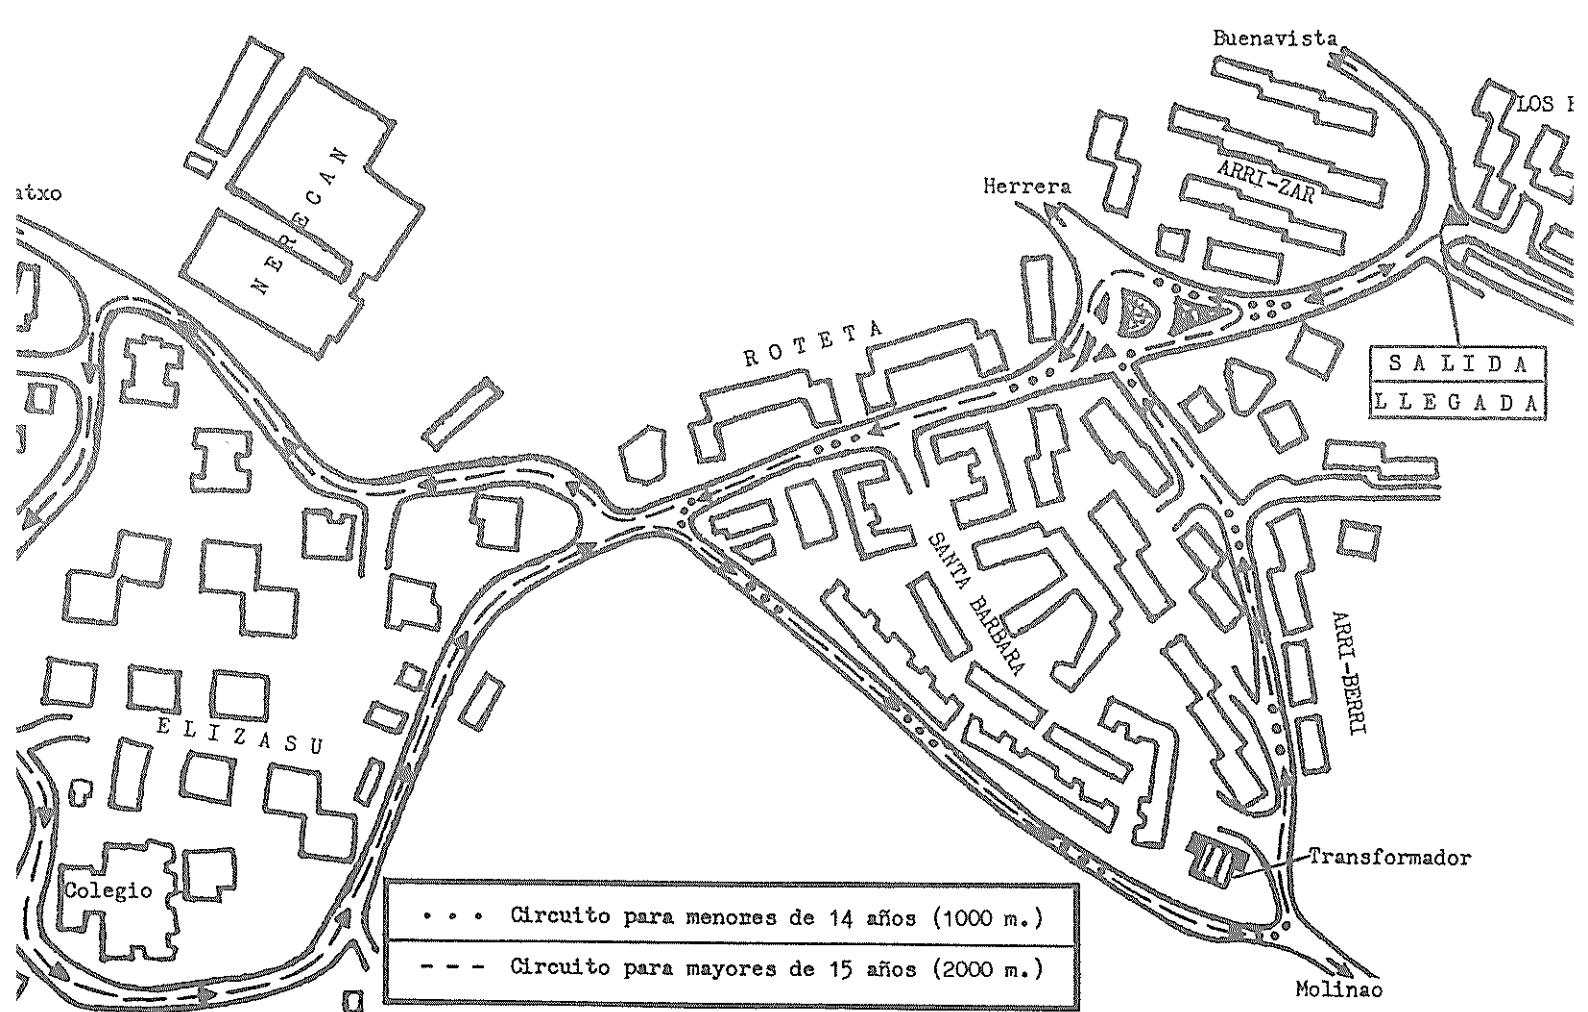 Buenavista
LOS
ARRI-ZAR
Herrera
NERECAN
ROTETA
SALIDA
LLEGADA
SANTA BARBARA
ARRI-BERRI
ELIZASU
Transformador
Colegio
. . . Circuito para menores de 14 años (1000 m.)
- - - Circuito para mayores de 15 años (2000 m.)
Molinao